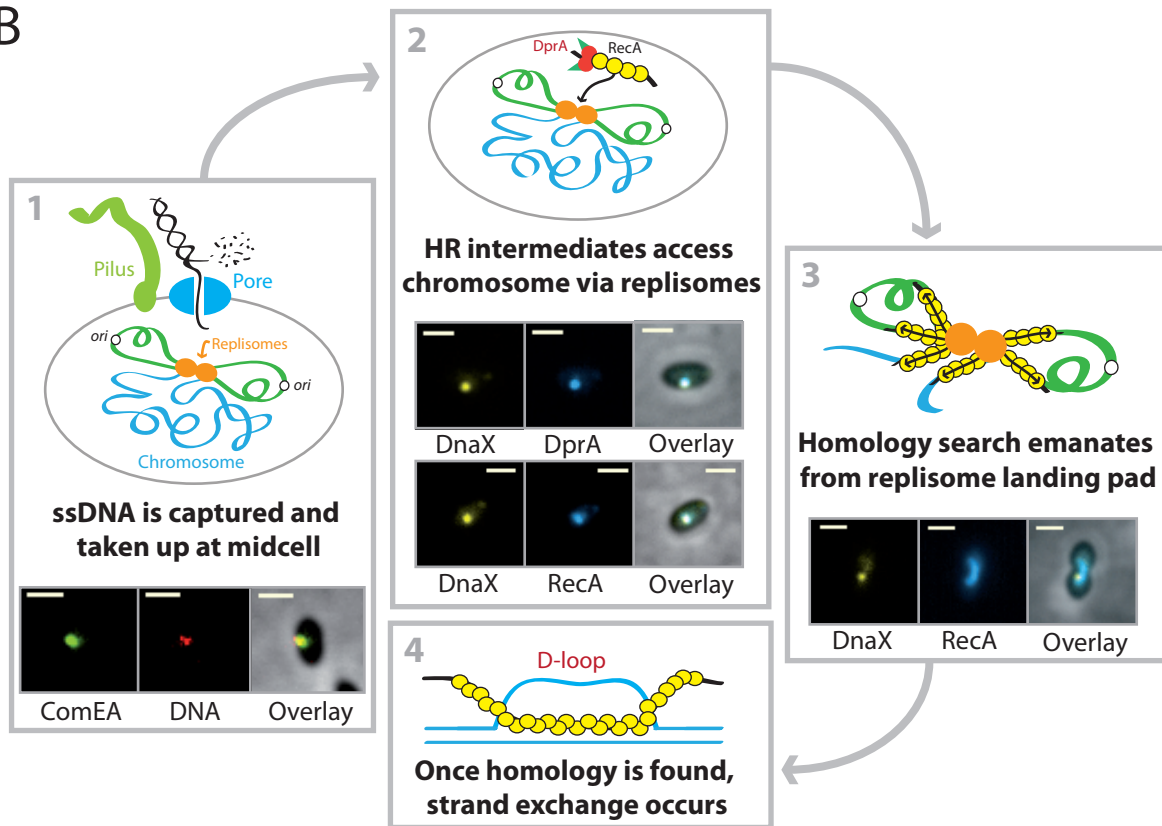 B
1
Pilus
Pore
ori
Replisomes
ori
Chromosome
ssDNA is captured and
taken up at midcell
ComEA DNA Overlay
2
DprA RecA
HR intermediates access
chromosome via replisomes
DnaX DprA Overlay
DnaX RecA Overlay
3
Homology search emanates
from replisome landing pad
DnaX RecA Overlay
4
D-loop
Once homology is found,
strand exchange occurs